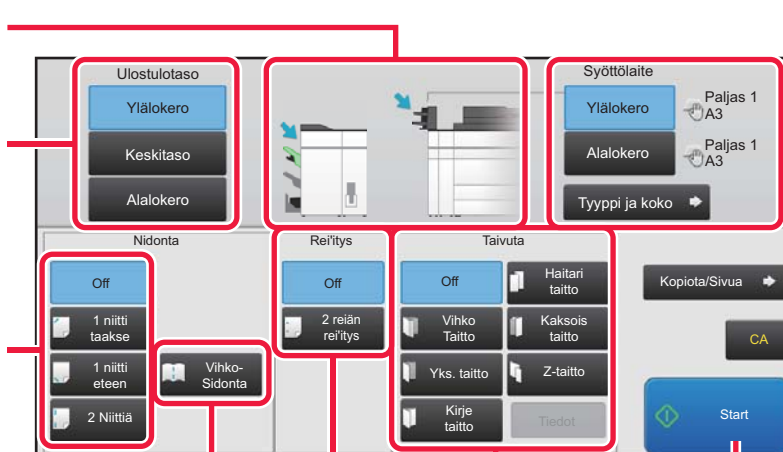 Ulostulotaso
Ylälokero
Keskitaso
Alalokero
Syöttölaite
Ylälokero
Paljas 1
A3
Alalokero
Paljas 1
A3
Tyyppi ja koko
Nidonta
Off
1 niitti
taakse
1 niitti
eteen
2 Niittiä
Vihko-
Sidonta
Rei'itys
Off
2 reiän
rei'itys
Taivuta
Off
Haitari
taitto
Vihko
Taitto
Kaksois
taitto
Yks. taitto
Z-taitto
Kirje
taitto
Tiedot
Kopiota/Sivua
CA
Start